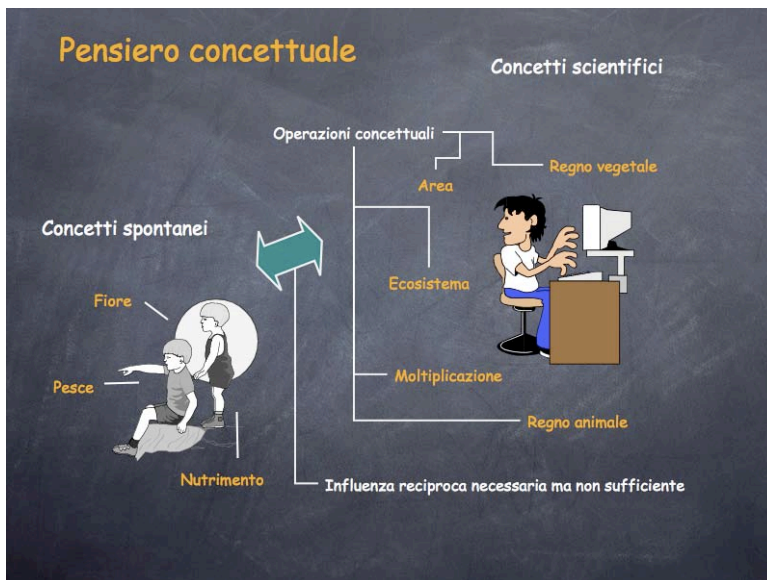 Pensiero concettuale
Concetti scientifici
Operazioni concettuali
Regno vegetale
Area
Concetti spontanei
Ecosistema
Fiore
Pesce
Moltiplicazione
Regno animale
Nutrimento
Influenza reciproca necessaria ma non sufficiente